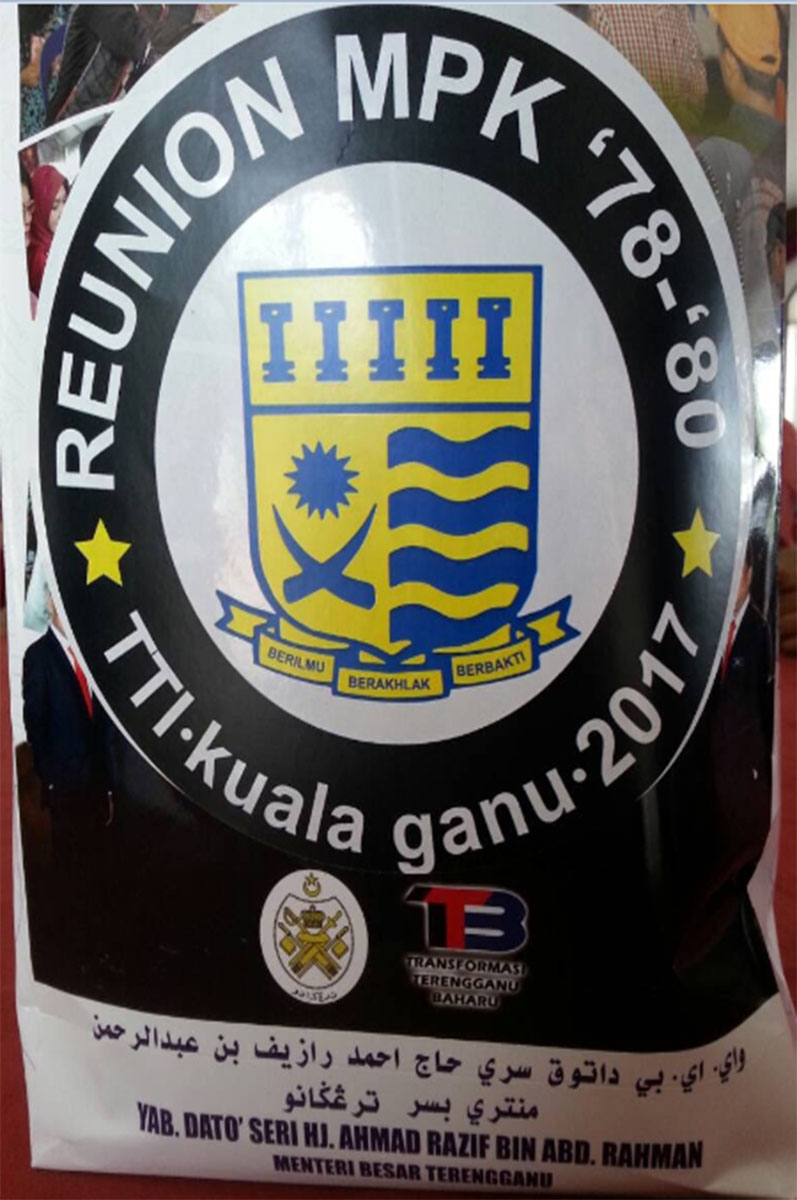 REUNION MPK '78-'80
BERILMU
BERAKHLAK
BERBAKTI
TTI·kuala ganu·2017
TTB
TRANSFORMASI
TERENGGANU
BAHARU
واي. اي. بي داتوق سري حاج احمد رازيف بن عبدالرحمن
منتري بسر ترڠݢانو
YAB. DATO' SERI HJ. AHMAD RAZIF BIN ABD. RAHMAN
MENTERI BESAR TERENGGANU